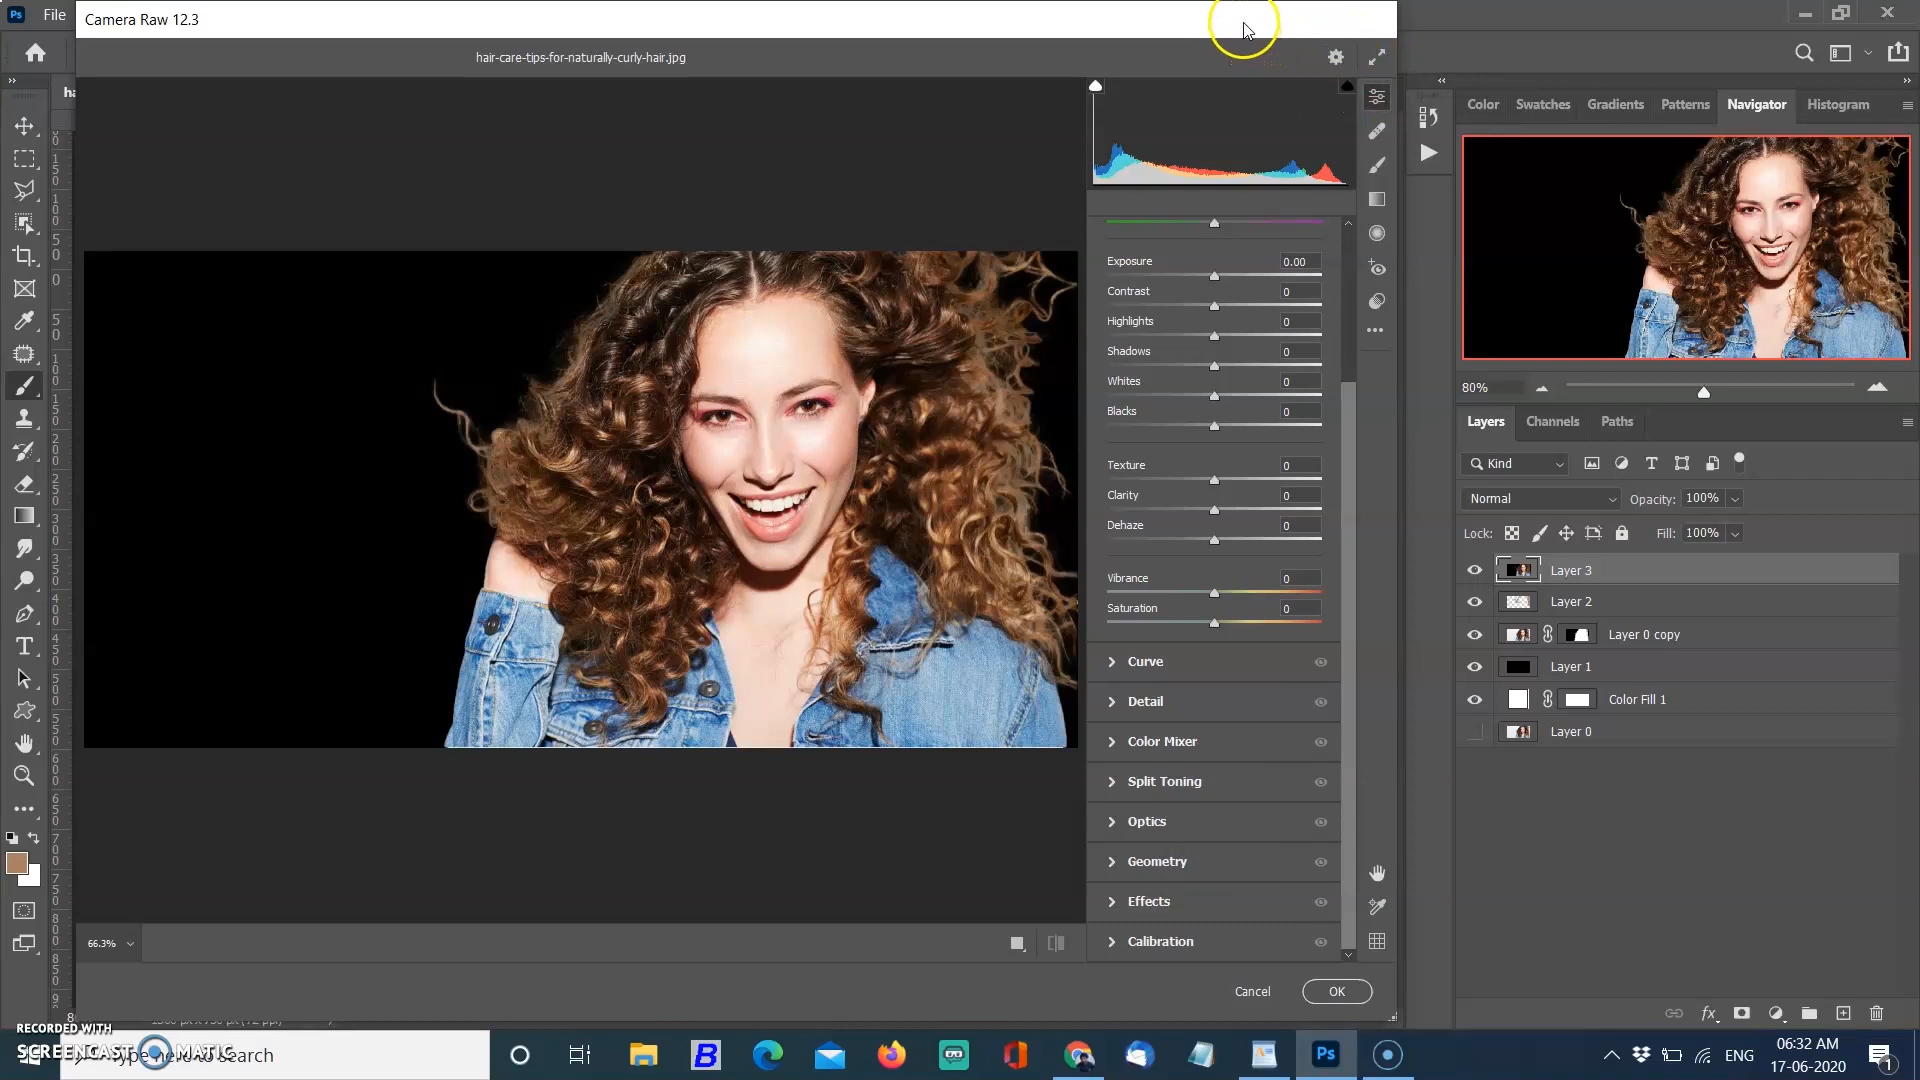 Ps File
Camera Raw 12.3
hair-care-tips-for-naturally-curly-hair.jpg
ha
Color Swatches Gradients Patterns Navigator Histogram
Exposure 0.00
Contrast 0
Highlights 0
Shadows 0
Whites 0
Blacks 0
Texture 0
Clarity 0
Dehaze 0
Vibrance 0
Saturation 0
Curve
Detail
Color Mixer
Split Toning
Optics
Geometry
Effects
Calibration
66.3%
Cancel OK
80%
Layers Channels Paths
Kind
Normal Opacity: 100%
Lock: Fill: 100%
Layer 3
Layer 2
Layer 0 copy
Layer 1
Color Fill 1
Layer 0
fx
RECORDED WITH
SCREENCAST MATIC
Type here to search
Ps
ENG
06:32 AM
17-06-2020
1